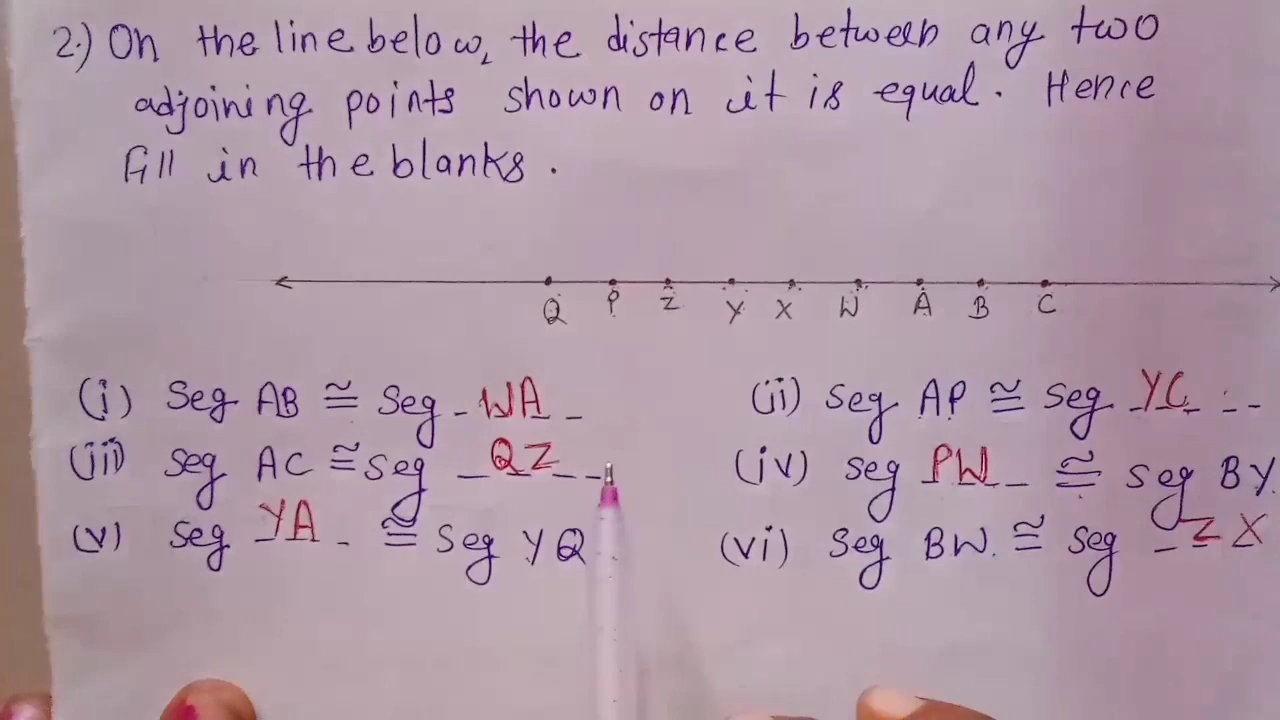 2.) On the line below, the distance between any two
adjoining points shown on it is equal. Hence
fill in the blanks.
Q P Z Y X W A B C
(i) Seg AB ≅ Seg WA (ii) Seg AP ≅ Seg YC
(iii) Seg AC ≅ Seg QZ (iv) Seg PW ≅ Seg BY
(v) Seg YA ≅ Seg YQ (vi) Seg BW. ≅ Seg ZX